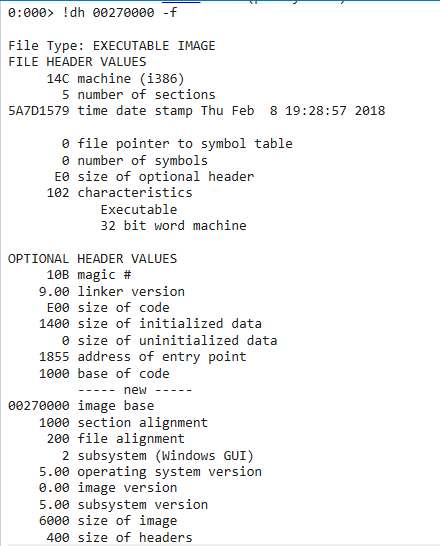 0:000> !dh 00270000 -f
File Type: EXECUTABLE IMAGE
FILE HEADER VALUES
14C machine (i386)
5 number of sections
5A7D1579 time date stamp Thu Feb  8 19:28:57 2018
0 file pointer to symbol table
0 number of symbols
E0 size of optional header
102 characteristics
Executable
32 bit word machine
OPTIONAL HEADER VALUES
10B magic #
9.00 linker version
E00 size of code
1400 size of initialized data
0 size of uninitialized data
1855 address of entry point
1000 base of code
----- new -----
00270000 image base
1000 section alignment
200 file alignment
2 subsystem (Windows GUI)
5.00 operating system version
0.00 image version
5.00 subsystem version
6000 size of image
400 size of headers